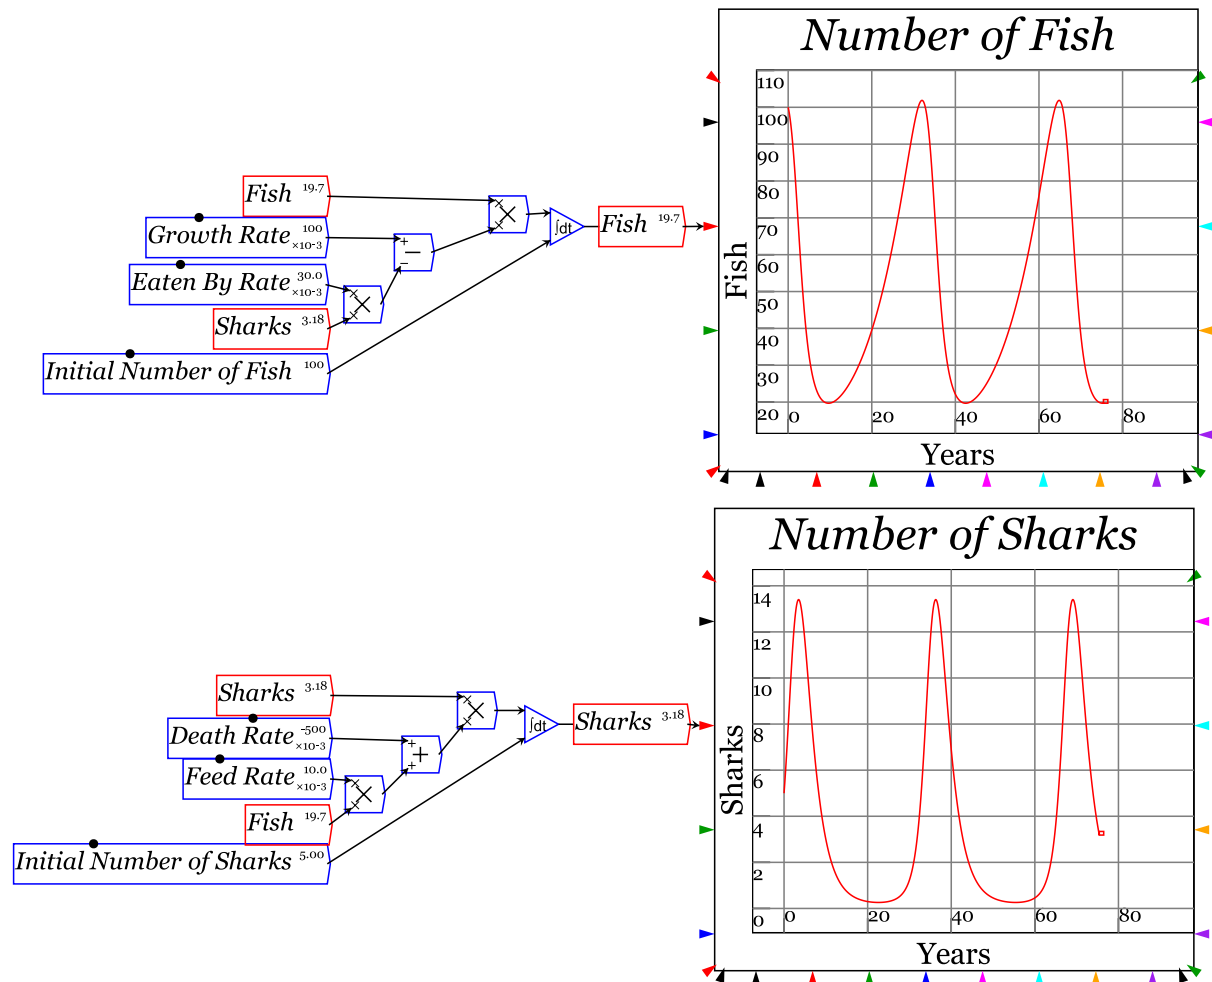 Number of Fish
110
100
90
80
70
60
50
40
30
20
0 20 40 60 80
Fish
Years
Fish 19.7
Growth Rate 100 ×10-3
Eaten By Rate 30.0 ×10-3
Sharks 3.18
Initial Number of Fish 100
× × ×
+ − −
× × ×
∫dt
Fish 19.7
Number of Sharks
14
12
10
8
6
4
2
0
0 20 40 60 80
Sharks
Years
Sharks 3.18
Death Rate -500 ×10-3
Feed Rate 10.0 ×10-3
Fish 19.7
Initial Number of Sharks 5.00
× × ×
+ + +
× × ×
∫dt
Sharks 3.18